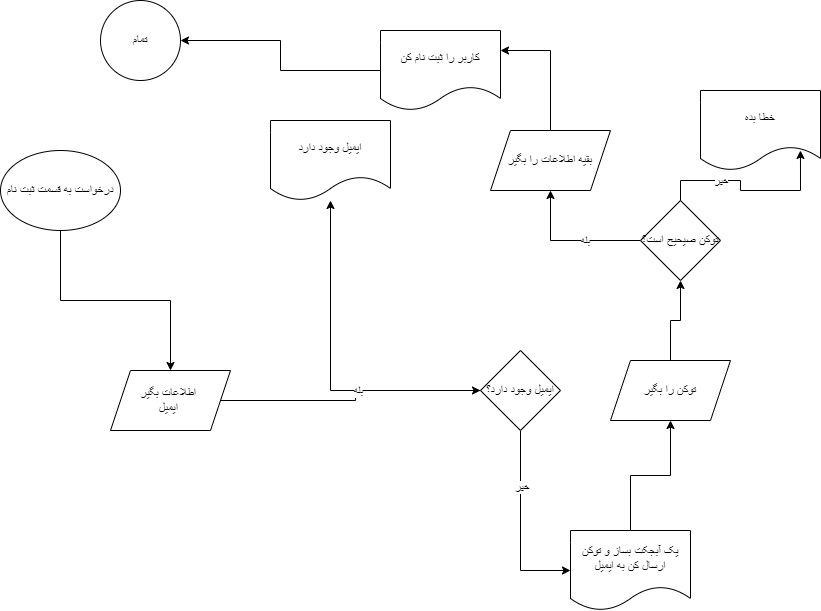 تمام
کاربر را ثبت نام کن
خطا بده
ایمیل وجود دارد
بقیه اطلاعات را بگیر
خیر
درخواست به قسمت ثبت نام
بله
توکن صیحیح است؟
ایمیل وجود دارد؟
بله
توکن را بگیر
اطلاعات بگیر
ایمیل
خیر
یک آبجکت بساز و توکن
ارسال کن به ایمیل